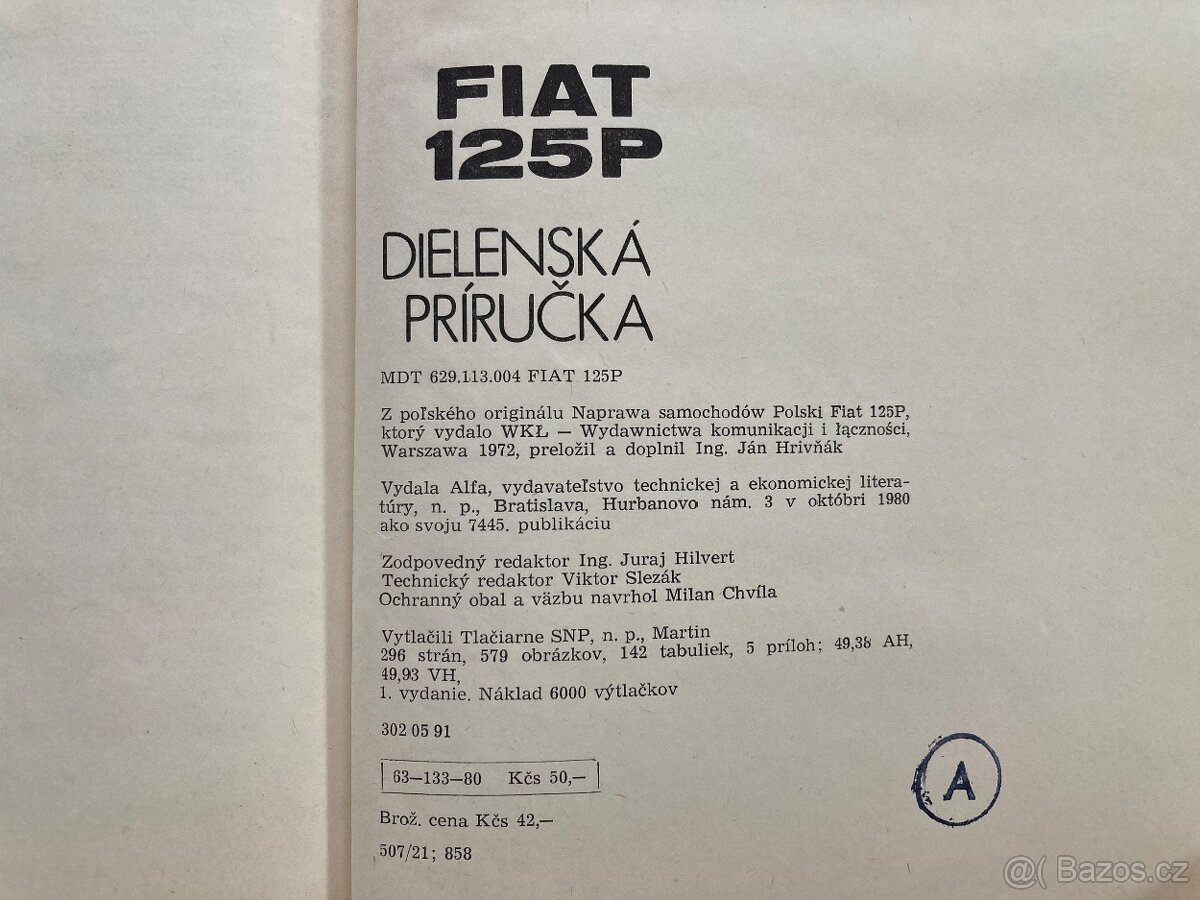 FIAT
125P
DIELENSKÁ
PRÍRUČKA
MDT 629.113.004 FIAT 125P
Z poľského originálu Naprawa samochodów Polski Fiat 125P,
ktorý vydalo WKŁ — Wydawnictwa komunikacji i łączności,
Warszawa 1972, preložil a doplnil Ing. Ján Hrivňák
Vydala Alfa, vydavateľstvo technickej a ekonomickej litera-
túry, n. p., Bratislava, Hurbanovo nám. 3 v októbri 1980
ako svoju 7445. publikáciu
Zodpovedný redaktor Ing. Juraj Hilvert
Technický redaktor Viktor Slezák
Ochranný obal a väzbu navrhol Milan Chvíla
Vytlačili Tlačiarne SNP, n. p., Martin
296 strán, 579 obrázkov, 142 tabuliek, 5 príloh; 49,38 AH,
49,93 VH,
1. vydanie. Náklad 6000 výtlačkov
302 05 91
63—133—80 Kčs 50,—
A
Brož. cena Kčs 42,—
507/21; 858
@( Bazos.cz